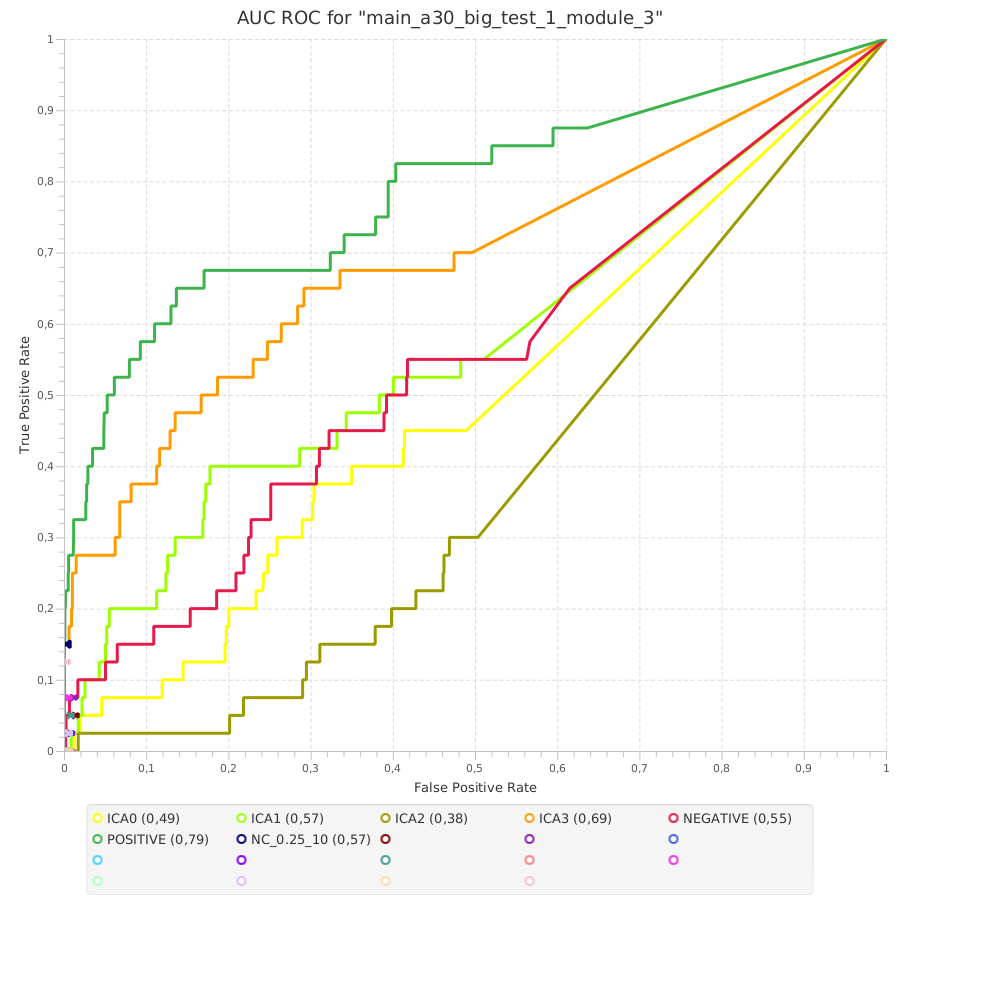 AUC ROC for "main_a30_big_test_1_module_3"
1
0,9
0,8
0,7
0,6
0,5
0,4
0,3
0,2
0,1
0
True Positive Rate
0 0,1 0,2 0,3 0,4 0,5 0,6 0,7 0,8 0,9 1
False Positive Rate
ICA0 (0,49) ICA1 (0,57) ICA2 (0,38) ICA3 (0,69) NEGATIVE (0,55)
POSITIVE (0,79) NC_0.25_10 (0,57)